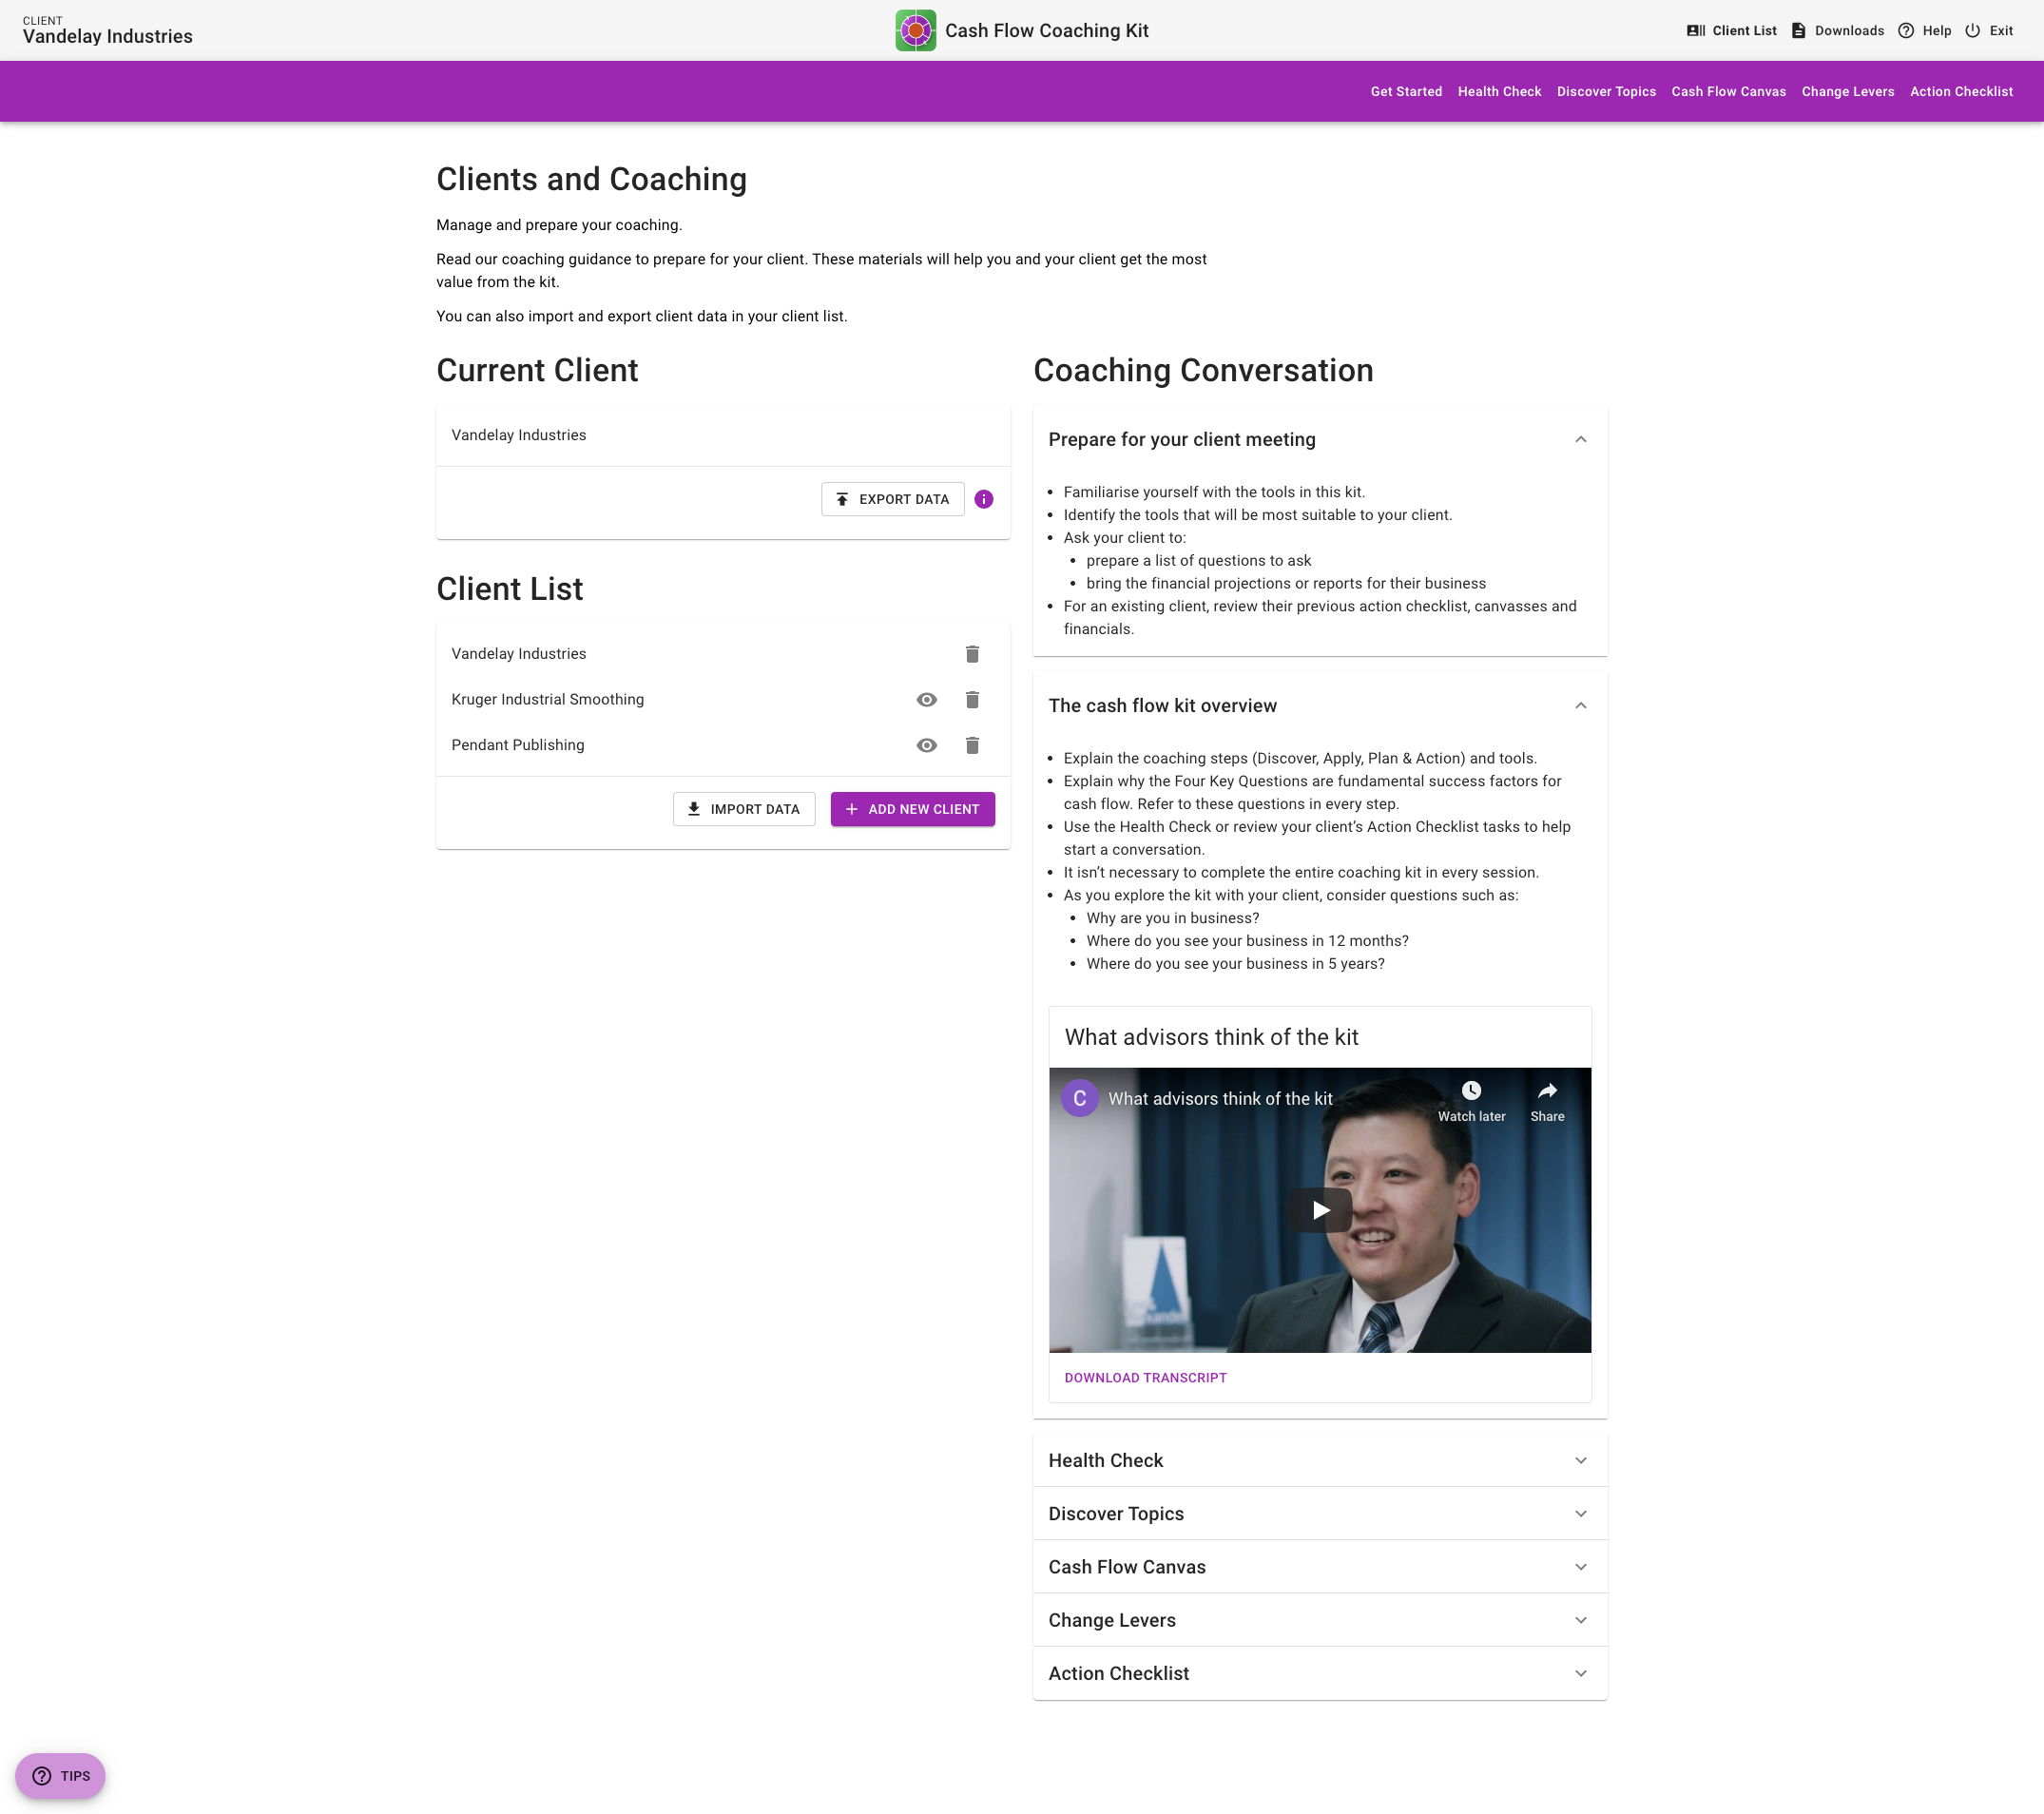 CLIENT
Vandelay Industries
Cash Flow Coaching Kit
Client List
Downloads
Help
Exit
Get Started
Health Check
Discover Topics
Cash Flow Canvas
Change Levers
Action Checklist
Clients and Coaching
Manage and prepare your coaching.
Read our coaching guidance to prepare for your client. These materials will help you and your client get the most
value from the kit.
You can also import and export client data in your client list.
Current Client
Vandelay Industries
EXPORT DATA
Client List
Vandelay Industries
Kruger Industrial Smoothing
Pendant Publishing
IMPORT DATA
ADD NEW CLIENT
Coaching Conversation
Prepare for your client meeting
• Familiarise yourself with the tools in this kit.
• Identify the tools that will be most suitable to your client.
• Ask your client to:
• prepare a list of questions to ask
• bring the financial projections or reports for their business
• For an existing client, review their previous action checklist, canvasses and
financials.
The cash flow kit overview
• Explain the coaching steps (Discover, Apply, Plan & Action) and tools.
• Explain why the Four Key Questions are fundamental success factors for
cash flow. Refer to these questions in every step.
• Use the Health Check or review your client’s Action Checklist tasks to help
start a conversation.
• It isn’t necessary to complete the entire coaching kit in every session.
• As you explore the kit with your client, consider questions such as:
• Why are you in business?
• Where do you see your business in 12 months?
• Where do you see your business in 5 years?
What advisors think of the kit
C
What advisors think of the kit
Watch later
Share
DOWNLOAD TRANSCRIPT
Health Check
Discover Topics
Cash Flow Canvas
Change Levers
Action Checklist
TIPS